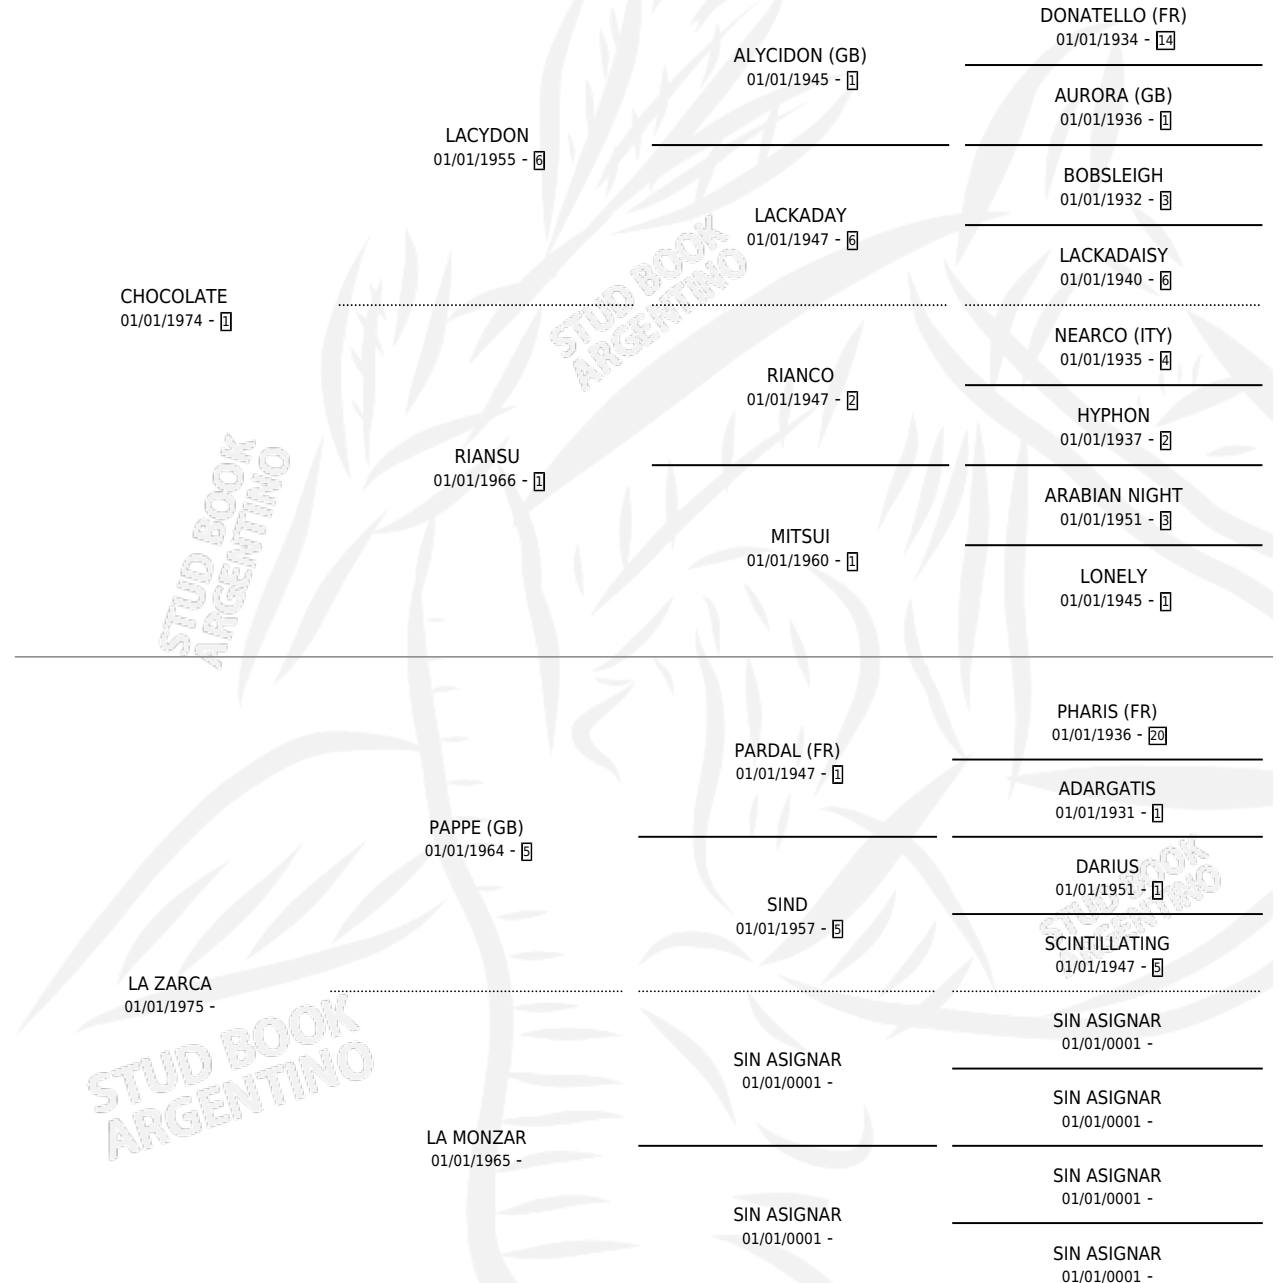 DONATELLO (FR)
01/01/1934 - 14
ALYCIDON (GB)
01/01/1945 - 1
AURORA (GB)
01/01/1936 - 1
LACYDON
01/01/1955 - 6
BOBSLEIGH
01/01/1932 - 3
LACKADAY
01/01/1947 - 6
LACKADAISY
01/01/1940 - 6
CHOCOLATE
01/01/1974 - 1
NEARCO (ITY)
01/01/1935 - 4
RIANCO
01/01/1947 - 2
HYPHON
01/01/1937 - 2
RIANSU
01/01/1966 - 1
ARABIAN NIGHT
01/01/1951 - 3
MITSUI
01/01/1960 - 1
LONELY
01/01/1945 - 1
PHARIS (FR)
01/01/1936 - 20
PARDAL (FR)
01/01/1947 - 1
ADARGATIS
01/01/1931 - 1
PAPPE (GB)
01/01/1964 - 5
DARIUS
01/01/1951 - 1
SIND
01/01/1957 - 5
SCINTILLATING
01/01/1947 - 5
LA ZARCA
01/01/1975 -
SIN ASIGNAR
01/01/0001 -
SIN ASIGNAR
01/01/0001 -
SIN ASIGNAR
01/01/0001 -
LA MONZAR
01/01/1965 -
SIN ASIGNAR
01/01/0001 -
SIN ASIGNAR
01/01/0001 -
SIN ASIGNAR
01/01/0001 -
STUD BOOK
ARGENTINO
STUD BOOK
ARGENTINO
STUD BOOK
ARGENTINO
STUD BOOK
ARGENTINO